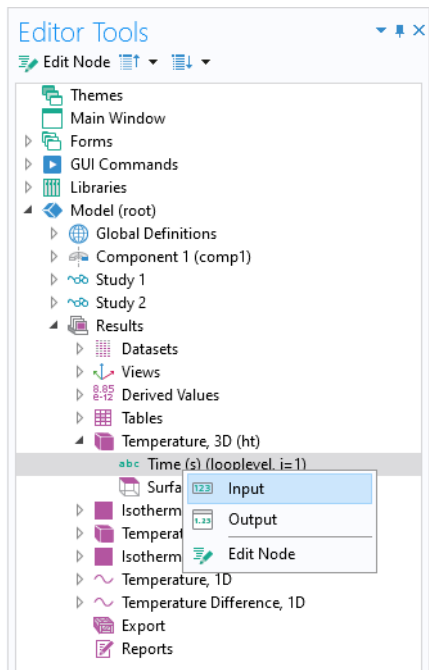 Editor Tools
Edit Node
Themes
Main Window
Forms
GUI Commands
Libraries
Model (root)
Global Definitions
Component 1 (comp1)
Study 1
Study 2
Results
Datasets
Views
8.85
e-12 Derived Values
Tables
Temperature, 3D (ht)
abc Time (s) (looplevel, i=1)
Surfa
123 Input
Isotherm
1.23 Output
Temperat
Isotherm
Edit Node
Temperature, 1D
Temperature Difference, 1D
Export
Reports